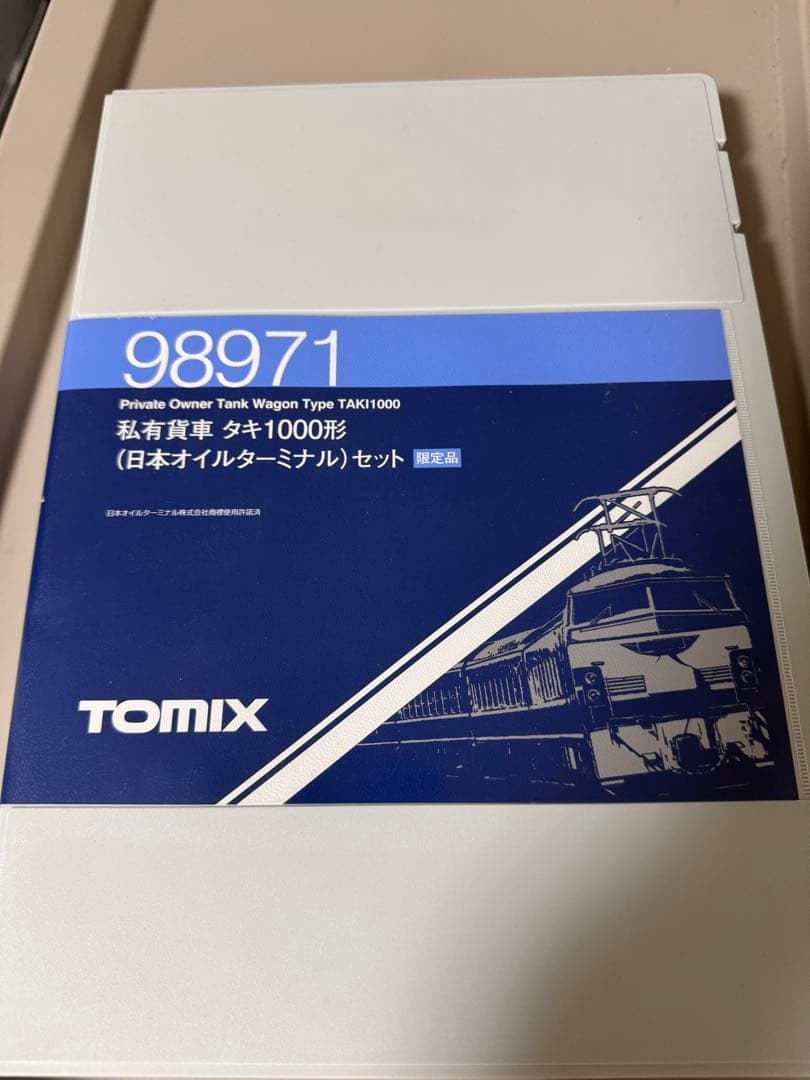 98971
Private Owner Tank Wagon Type TAKI1000
私有貨車 タキ1000形
(日本オイルターミナル)セット 限定品
日本オイルターミナル株式会社商標使用許諾済
TOMIX